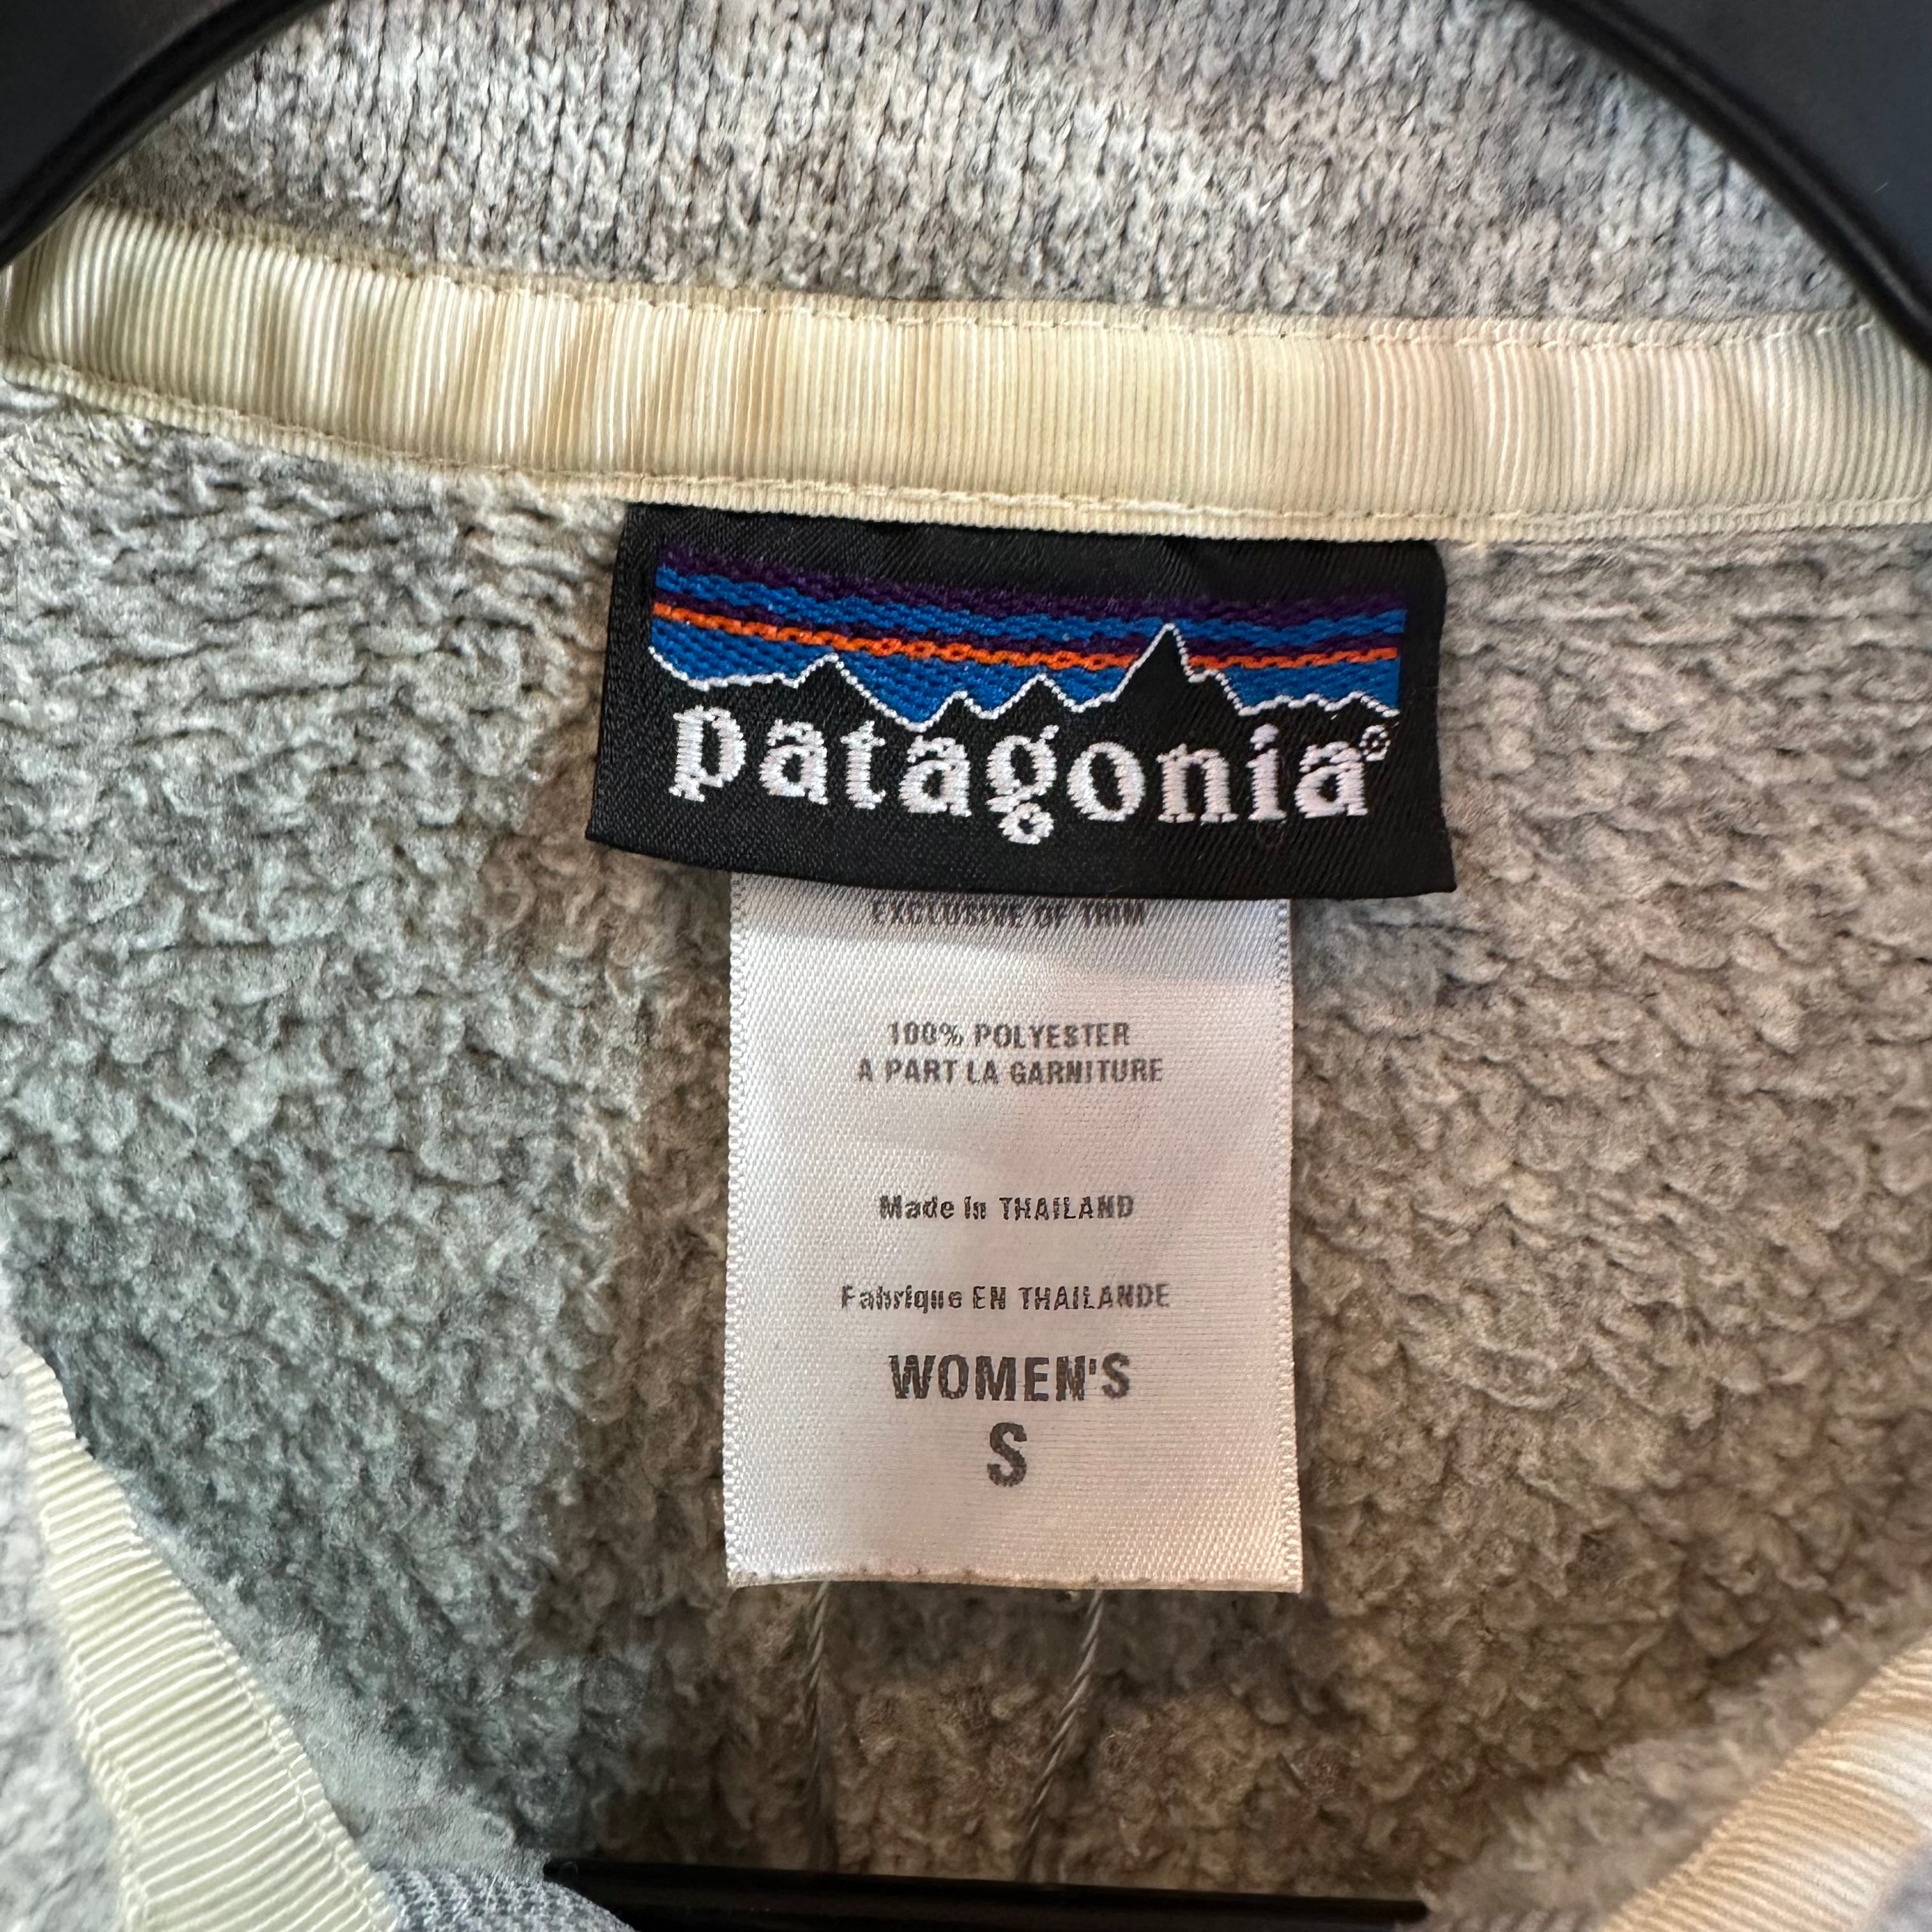 patagonia®
EXCLUSIVE OF TRIM
100% POLYESTER
A PART LA GARNITURE
Made in THAILAND
Fabrique EN THAILANDE
WOMEN'S
S